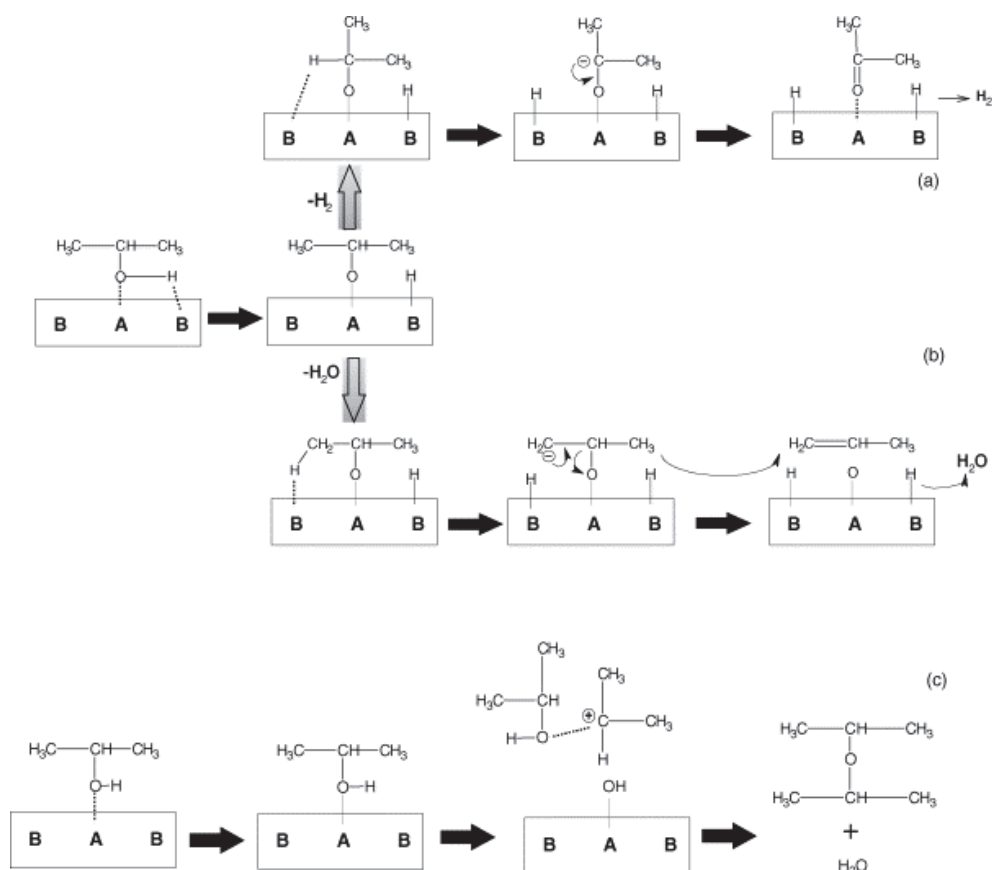 CH₃
H—C—CH₃
O H
B A B
H₃C
⊖ C—CH₃
H O H
B A B
H₃C
C—CH₃
H O H → H₂
B A B
(a)
-H₂
H₃C—CH—CH₃
O—H
B A B
H₃C—CH—CH₃
O H
B A B
(b)
-H₂O
CH₂—CH—CH₃
H O H
B A B
H₂C—CH—CH₃
⊖
H O H
B A B
H₂C=CH—CH₃
H O H H₂O
B A B
(c)
H₃C—CH—CH₃
O-H
B A B
H₃C—CH—CH₃
O—H
B A B
CH₃
H₃C—CH
H—O
CH₃
⊕ C—CH₃
H
OH
B A B
H₃C—CH—CH₃
O
H₃C—CH—CH₃
+
H₂O